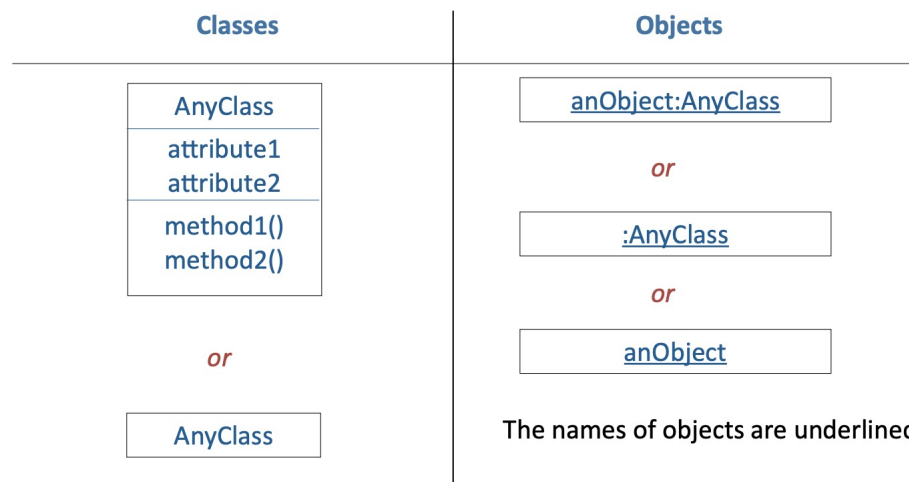 Classes
AnyClass
attribute1
attribute2
method1()
method2()
or
AnyClass
Objects
anObject:AnyClass
or
:AnyClass
or
anObject
The names of objects are underlined